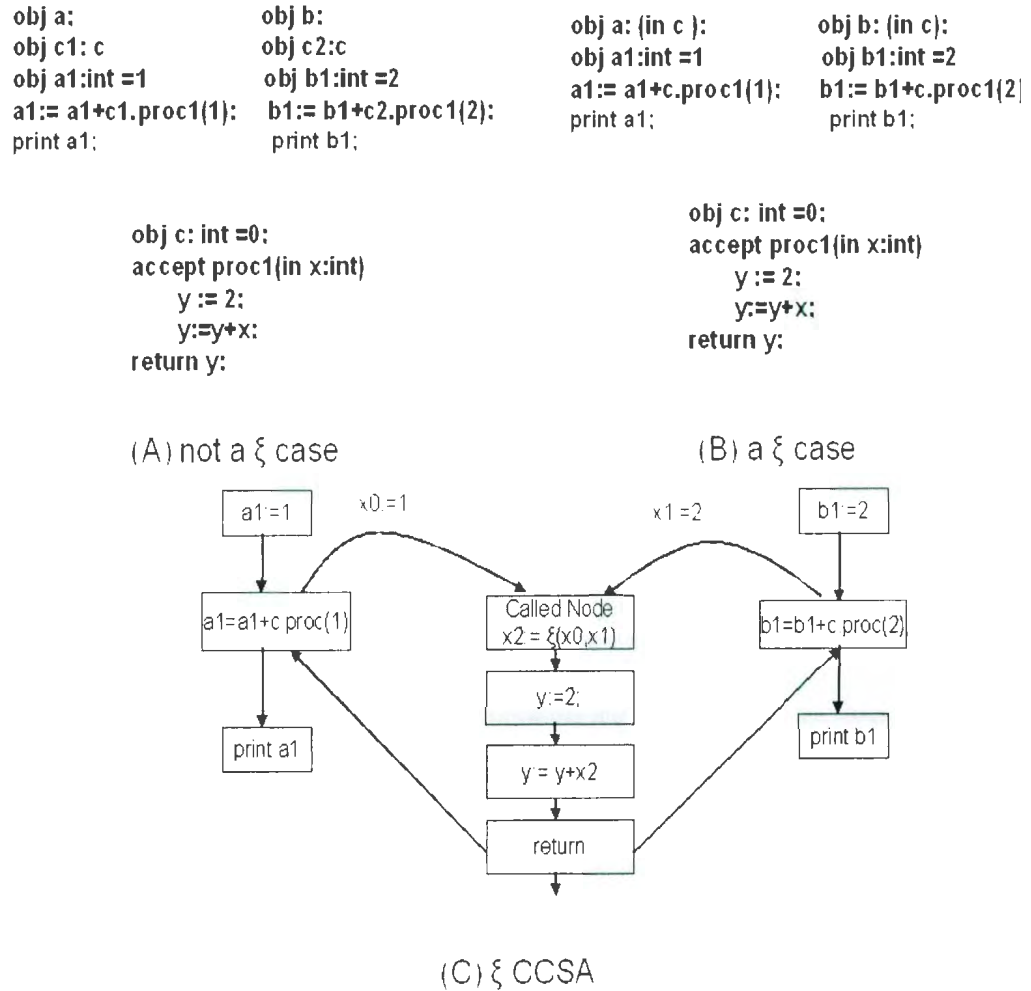 obj a;
obj c1: c
obj a1:int =1
a1:= a1+c1.proc1(1);
print a1;
obj b:
obj c2:c
obj b1:int =2
b1:= b1+c2.proc1(2):
print b1;
obj c: int =0;
accept proc1(in x:int)
y := 2;
y:=y+x;
return y;
(A) not a ξ case
obj a: (in c ):
obj a1:int =1
a1:= a1+c.proc1(1):
print a1;
obj b: (in c):
obj b1:int =2
b1:= b1+c.proc1(2)
print b1;
obj c: int =0;
accept proc1(in x:int)
y := 2;
y:=y+x;
return y;
(B) a ξ case
a1:=1
x0:=1
x1:=2
b1:=2
a1=a1+c proc(1)
Called Node
x2 = ξ(x0,x1)
b1=b1+c proc(2)
y:=2;
print a1
y:= y+x2
print b1
return
(C) ξ CCSA